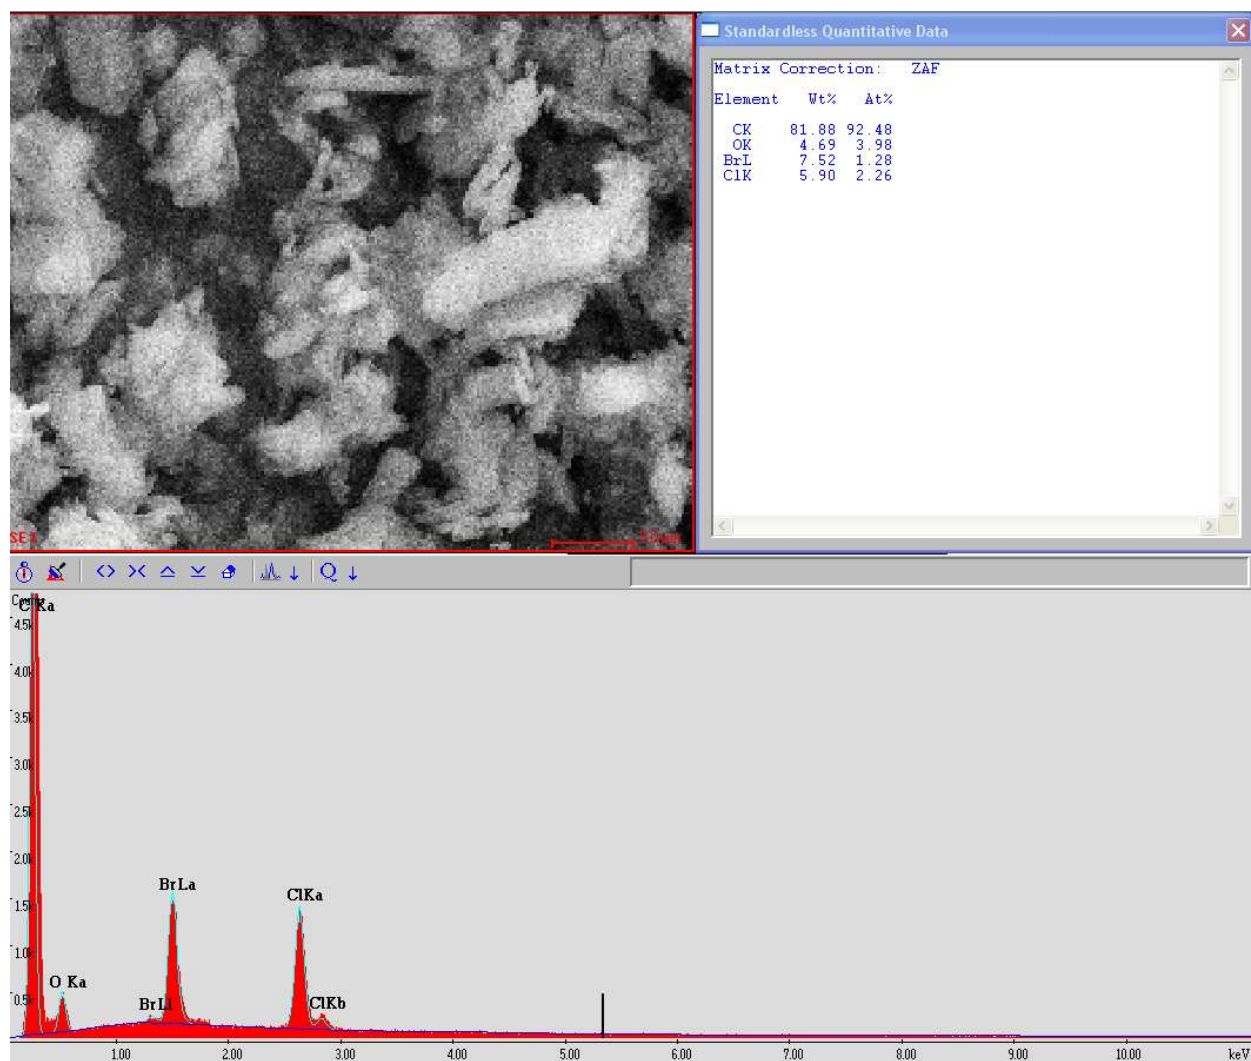 Standardless Quantitative Data
Matrix Correction: ZAF
Element Wt% At%
CK 81.88 92.48
OK 4.69 3.98
BrL 7.52 1.28
ClK 5.90 2.26
SE1
Q
C Ka
4.5k
4.0k
3.5k
3.0k
2.5k
2.0k
1.5k
1.0k
0.5k
BrLa
ClKa
O Ka
BrLl
ClKb
1.00 2.00 3.00 4.00 5.00 6.00 7.00 8.00 9.00 10.00 keV